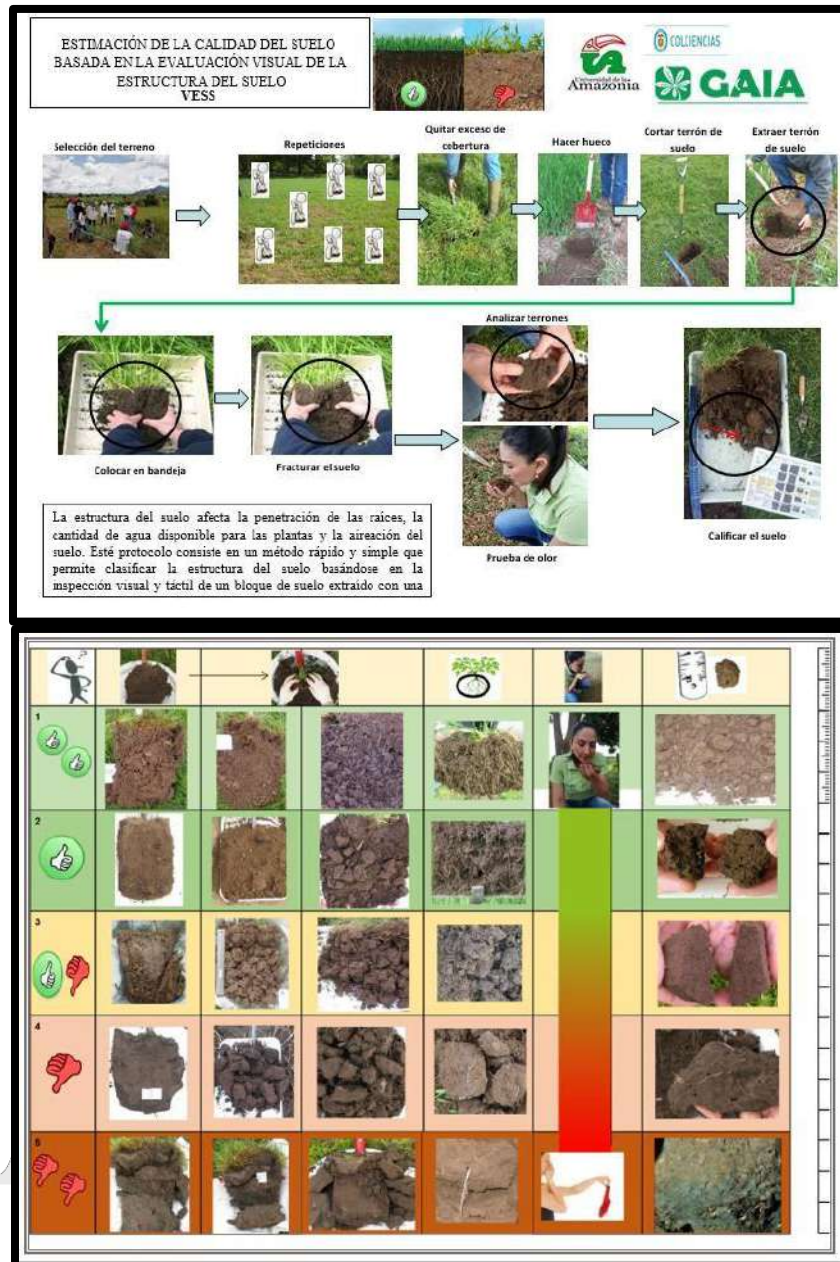 ESTIMACIÓN DE LA CALIDAD DEL SUELO
BASADA EN LA EVALUACIÓN VISUAL DE LA
ESTRUCTURA DEL SUELO
VESS
Universidad de la
Amazonia
COLCIENCIAS
GAIA
Selección del terreno
Repeticiones
Quitar exceso de
cobertura
Hacer hueco
Cortar terrón de
suelo
Extraer terrón
de suelo
Colocar en bandeja
Fracturar el suelo
Analizar terrones
Prueba de olor
Calificar el suelo
La estructura del suelo afecta la penetración de las raíces, la
cantidad de agua disponible para las plantas y la aireación del
suelo. Esté protocolo consiste en un método rápido y simple que
permite clasificar la estructura del suelo basándose en la
inspección visual y táctil de un bloque de suelo extraído con una
1
2
3
4
5